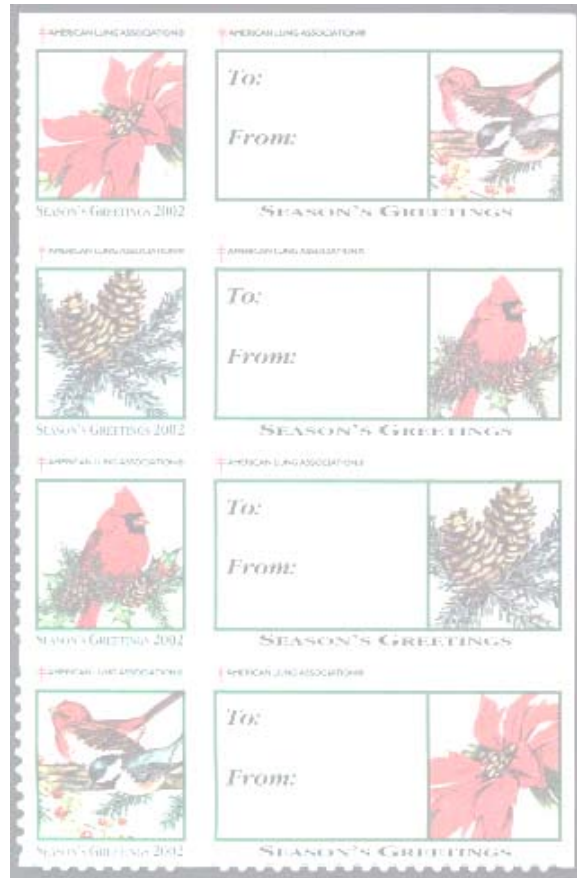 AMERICAN LUNG ASSOCIATION® AMERICAN LUNG ASSOCIATION®
To:
From:
SEASON'S GREETINGS 2002 SEASON'S GREETINGS
AMERICAN LUNG ASSOCIATION® AMERICAN LUNG ASSOCIATION®
To:
From:
SEASON'S GREETINGS 2002 SEASON'S GREETINGS
AMERICAN LUNG ASSOCIATION® AMERICAN LUNG ASSOCIATION®
To:
From:
SEASON'S GREETINGS 2002 SEASON'S GREETINGS
AMERICAN LUNG ASSOCIATION® AMERICAN LUNG ASSOCIATION®
To:
From:
SEASON'S GREETINGS 2002 SEASON'S GREETINGS